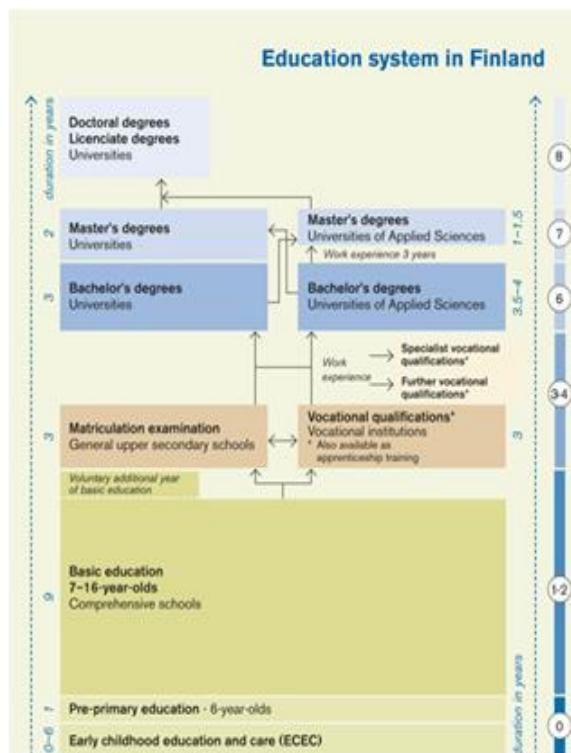 Education system in Finland
duration in years
Doctoral degrees
Licenciate degrees
Universities
8
2
Master's degrees
Universities
Master's degrees
Universities of Applied Sciences
1–1.5
7
Work experience 3 years
3
Bachelor's degrees
Universities
Bachelor's degrees
Universities of Applied Sciences
3.5–4
6
Work
experience
Specialist vocational
qualifications*
Further vocational
qualifications*
3-4
3
Matriculation examination
General upper secondary schools
Vocational qualifications*
Vocational institutions
* Also available as
apprenticeship training
3
Voluntary additional year
of basic education
9
Basic education
7–16-year-olds
Comprehensive schools
1-2
1
Pre-primary education - 6-year-olds
0–6
Early childhood education and care (ECEC)
duration in years
0